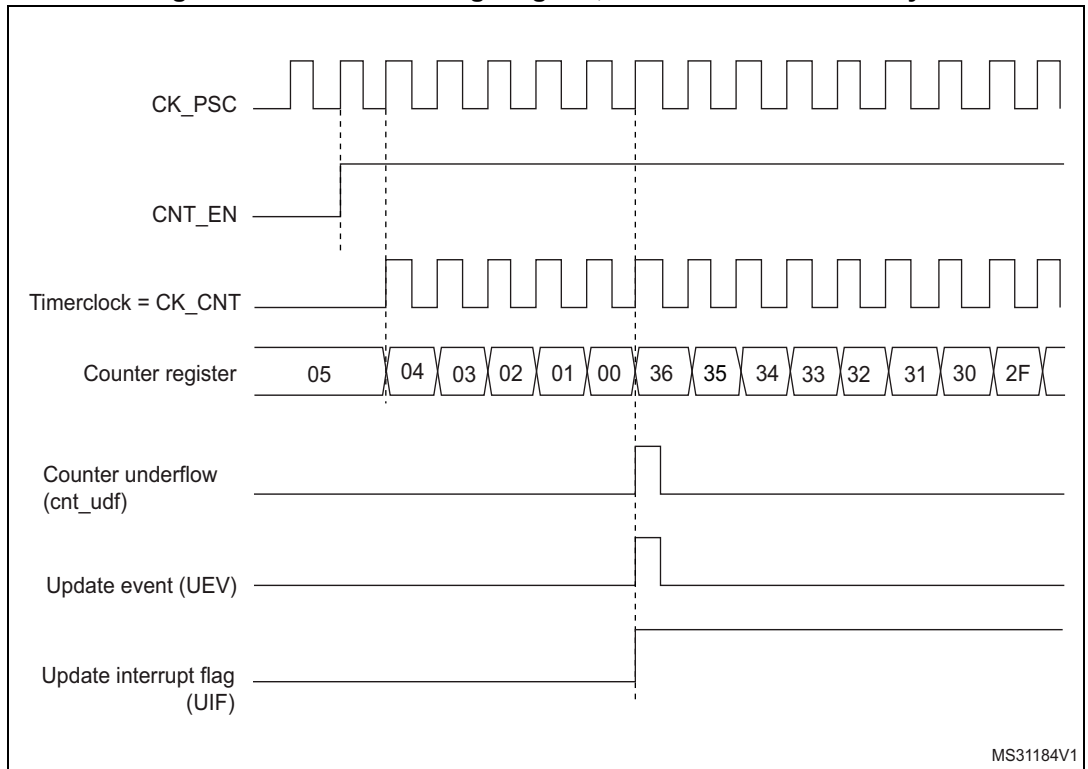 CK_PSC
CNT_EN
Timerclock = CK_CNT
Counter register 05 04 03 02 01 00 36 35 34 33 32 31 30 2F
Counter underflow
(cnt_udf)
Update event (UEV)
Update interrupt flag
(UIF)
MS31184V1